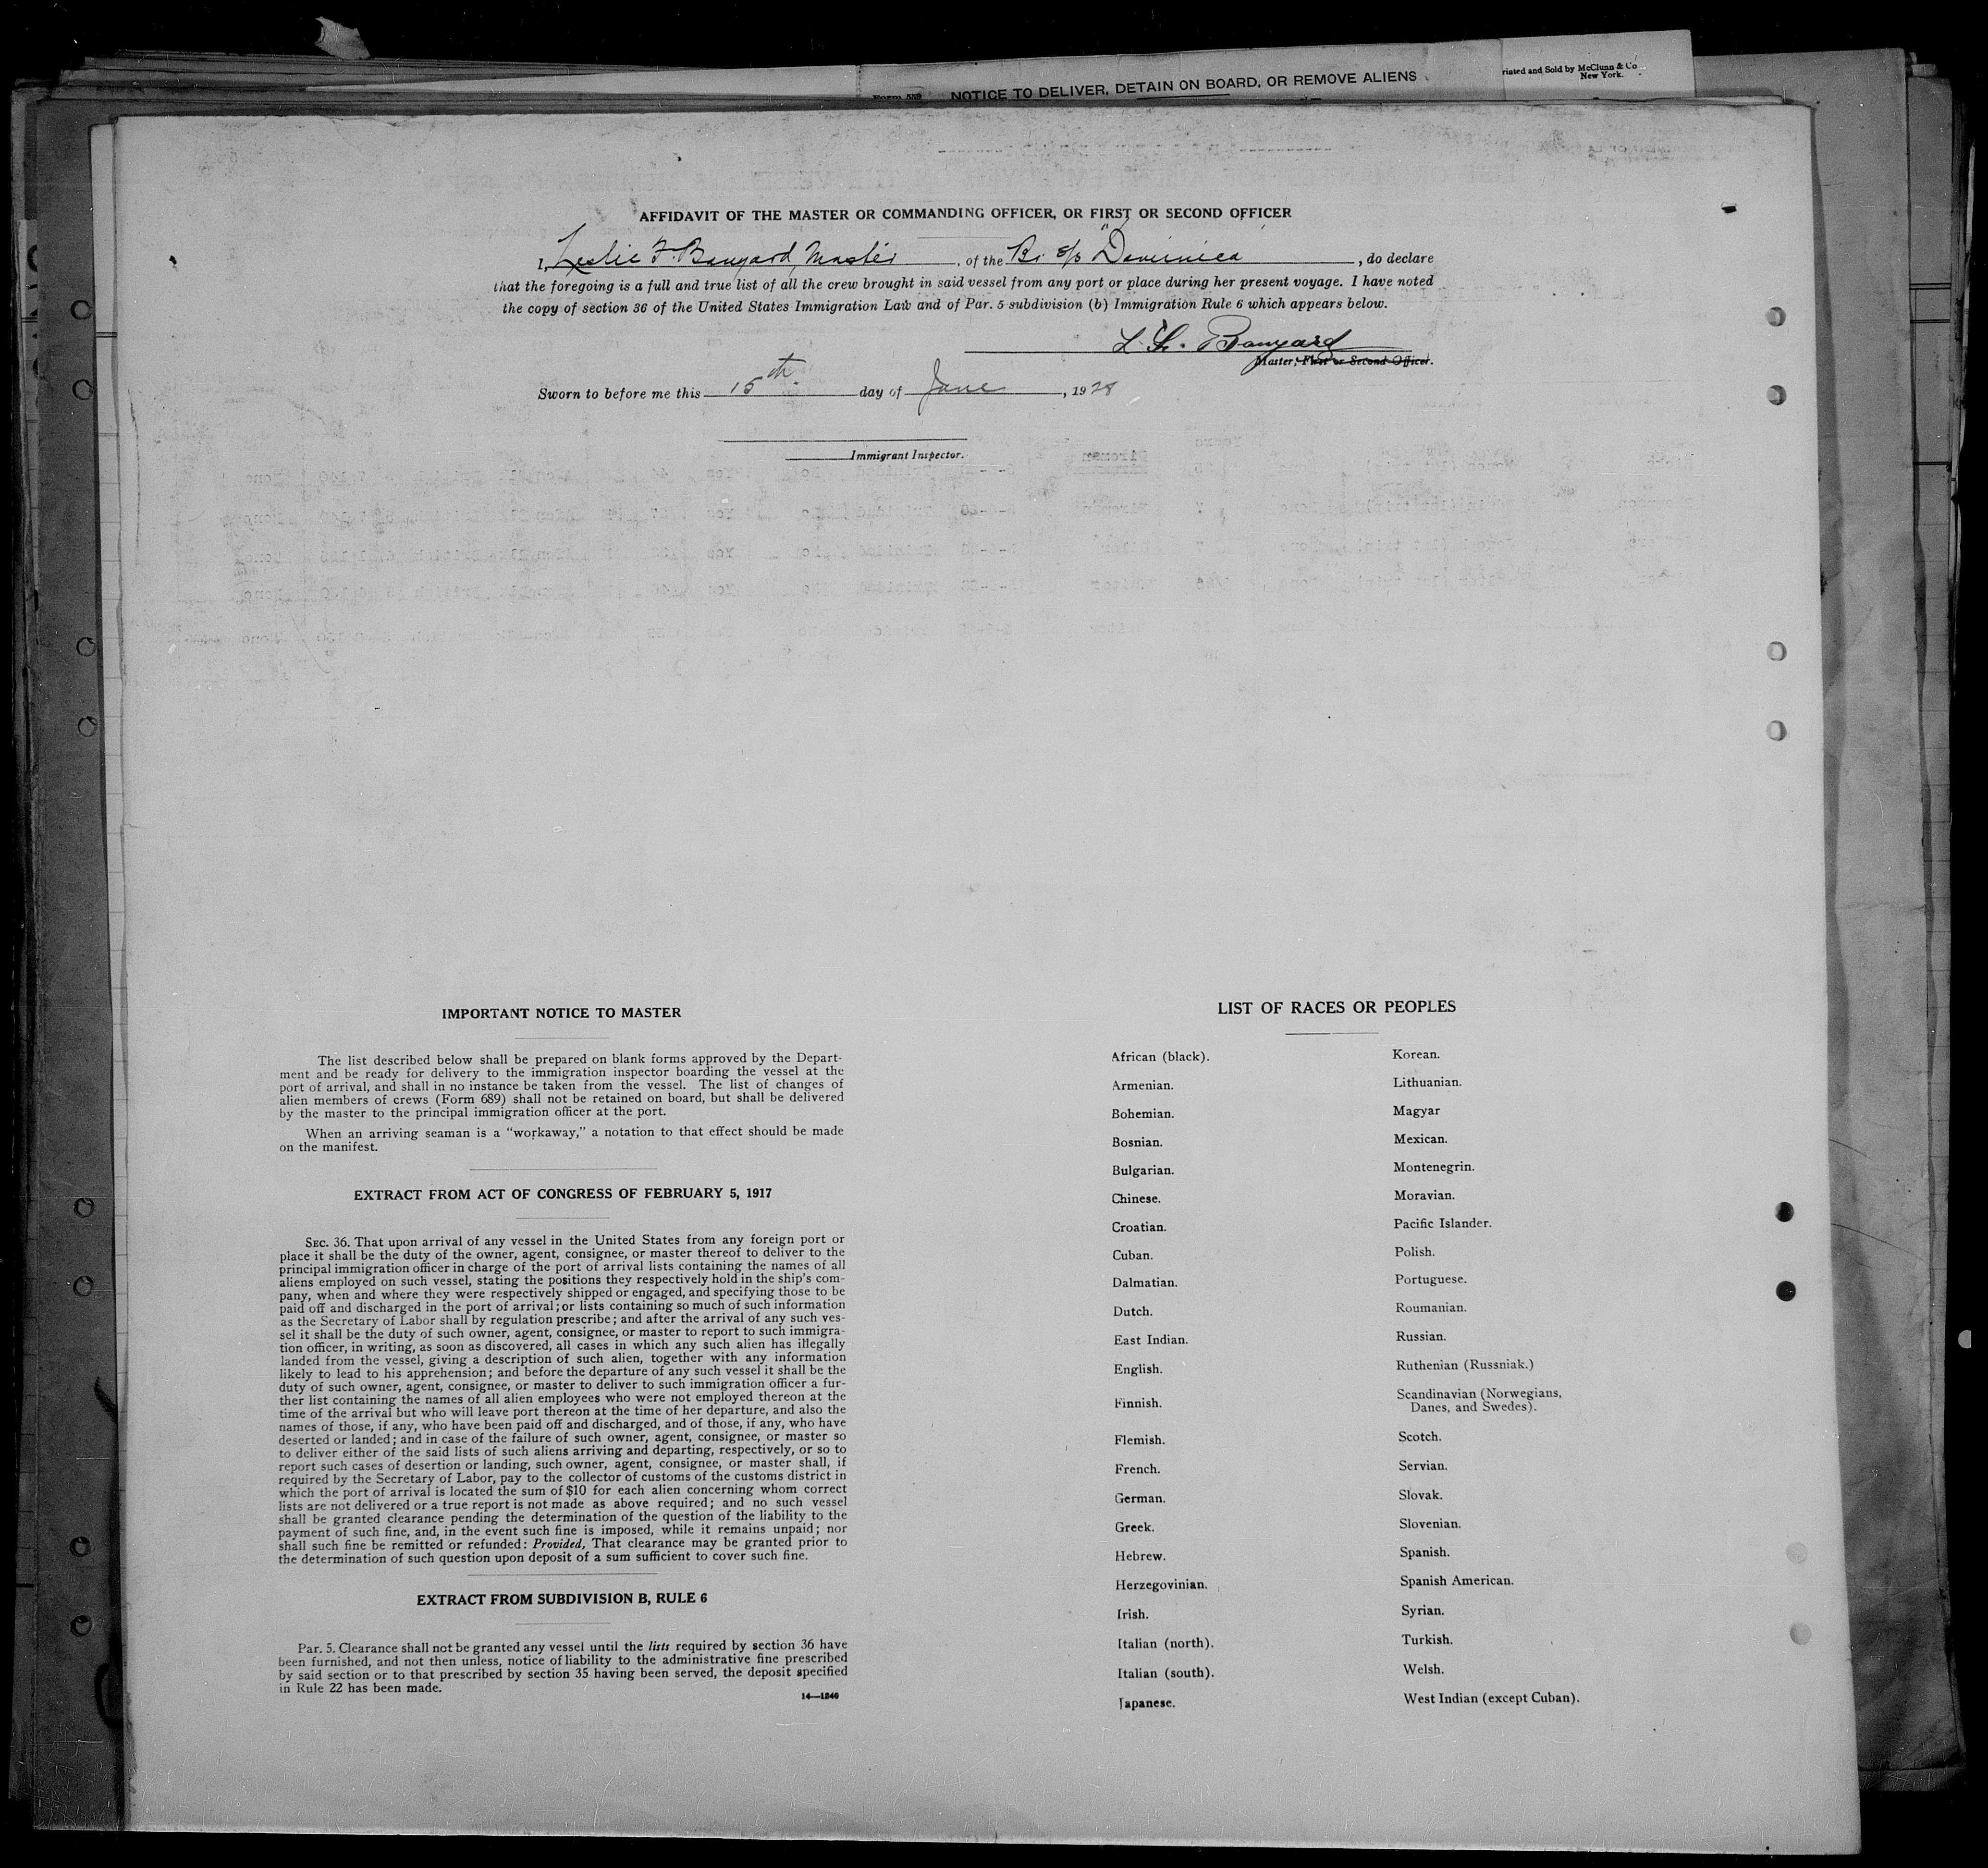 NOTICE TO DELIVER, DETAIN ON BOARD, OR REMOVE ALIENS
Printed and Sold by McClunn & Co
New York.
AFFIDAVIT OF THE MASTER OR COMMANDING OFFICER, OR FIRST OR SECOND OFFICER
I, Leslie F. Banyard, Master, of the Br. S/S "Dominica", do declare
that the foregoing is a full and true list of all the crew brought in said vessel from any port or place during her present voyage. I have noted
the copy of section 36 of the United States Immigration Law and of Par. 5 subdivision (b) Immigration Rule 6 which appears below.
L. F. Banyard
Master, First or Second Officer.
Sworn to before me this 15th day of June, 1928
Immigrant Inspector.
IMPORTANT NOTICE TO MASTER
The list described below shall be prepared on blank forms approved by the Depart-
ment and be ready for delivery to the immigration inspector boarding the vessel at the
port of arrival, and shall in no instance be taken from the vessel. The list of changes of
alien members of crews (Form 689) shall not be retained on board, but shall be delivered
by the master to the principal immigration officer at the port.
When an arriving seaman is a "workaway," a notation to that effect should be made
on the manifest.
EXTRACT FROM ACT OF CONGRESS OF FEBRUARY 5, 1917
SEC. 36. That upon arrival of any vessel in the United States from any foreign port or
place it shall be the duty of the owner, agent, consignee, or master thereof to deliver to the
principal immigration officer in charge of the port of arrival lists containing the names of all
aliens employed on such vessel, stating the positions they respectively hold in the ship's com-
pany, when and where they were respectively shipped or engaged, and specifying those to be
paid off and discharged in the port of arrival; or lists containing so much of such information
as the Secretary of Labor shall by regulation prescribe; and after the arrival of any such ves-
sel it shall be the duty of such owner, agent, consignee, or master to report to such immigra-
tion officer, in writing, as soon as discovered, all cases in which any such alien has illegally
landed from the vessel, giving a description of such alien, together with any information
likely to lead to his apprehension; and before the departure of any such vessel it shall be the
duty of such owner, agent, consignee, or master to deliver to such immigration officer a fur-
ther list containing the names of all alien employees who were not employed thereon at the
time of the arrival but who will leave port thereon at the time of her departure, and also the
names of those, if any, who have been paid off and discharged, and of those, if any, who have
deserted or landed; and in case of the failure of such owner, agent, consignee, or master so
to deliver either of the said lists of such aliens arriving and departing, respectively, or so to
report such cases of desertion or landing, such owner, agent, consignee, or master shall, if
required by the Secretary of Labor, pay to the collector of customs of the customs district in
which the port of arrival is located the sum of $10 for each alien concerning whom correct
lists are not delivered or a true report is not made as above required; and no such vessel
shall be granted clearance pending the determination of the question of the liability to the
payment of such fine, and, in the event such fine is imposed, while it remains unpaid; nor
shall such fine be remitted or refunded: Provided, That clearance may be granted prior to
the determination of such question upon deposit of a sum sufficient to cover such fine.
EXTRACT FROM SUBDIVISION B, RULE 6
Par. 5. Clearance shall not be granted any vessel until the lists required by section 36 have
been furnished, and not then unless, notice of liability to the administrative fine prescribed
by said section or to that prescribed by section 35 having been served, the deposit specified
in Rule 22 has been made.
14—1240
LIST OF RACES OR PEOPLES
African (black).
Armenian.
Bohemian.
Bosnian.
Bulgarian.
Chinese.
Croatian.
Cuban.
Dalmatian.
Dutch.
East Indian.
English.
Finnish.
Flemish.
French.
German.
Greek.
Hebrew.
Herzegovinian.
Irish.
Italian (north).
Italian (south).
Japanese.
Korean.
Lithuanian.
Magyar
Mexican.
Montenegrin.
Moravian.
Pacific Islander.
Polish.
Portuguese.
Roumanian.
Russian.
Ruthenian (Russniak.)
Scandinavian (Norwegians,
Danes, and Swedes).
Scotch.
Servian.
Slovak.
Slovenian.
Spanish.
Spanish American.
Syrian.
Turkish.
Welsh.
West Indian (except Cuban).